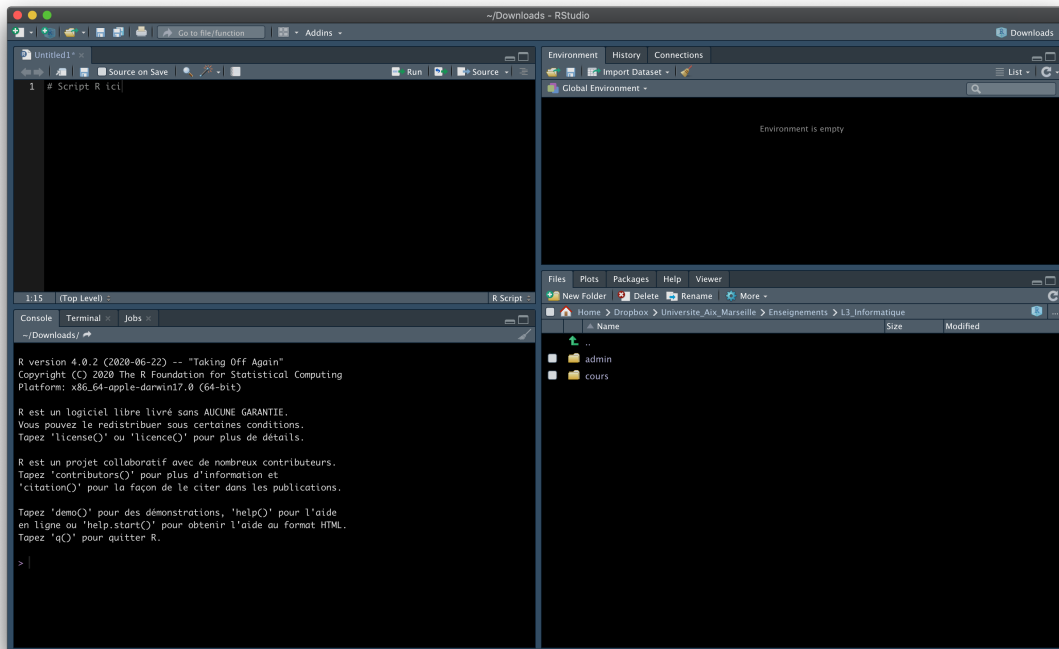 ~/Downloads - RStudio
Go to file/function
Addins
Downloads
Untitled1*
Source on Save
Run
Source
1 # Script R ici
1:15 (Top Level) R Script
Console Terminal Jobs
~/Downloads/
R version 4.0.2 (2020-06-22) -- "Taking Off Again"
Copyright (C) 2020 The R Foundation for Statistical Computing
Platform: x86_64-apple-darwin17.0 (64-bit)
R est un logiciel libre livré sans AUCUNE GARANTIE.
Vous pouvez le redistribuer sous certaines conditions.
Tapez 'license()' ou 'licence()' pour plus de détails.
R est un projet collaboratif avec de nombreux contributeurs.
Tapez 'contributors()' pour plus d'information et
'citation()' pour la façon de le citer dans les publications.
Tapez 'demo()' pour des démonstrations, 'help()' pour l'aide
en ligne ou 'help.start()' pour obtenir l'aide au format HTML.
Tapez 'q()' pour quitter R.
>
Environment History Connections
Import Dataset
List
Global Environment
Environment is empty
Files Plots Packages Help Viewer
New Folder Delete Rename More
Home > Dropbox > Universite_Aix_Marseille > Enseignements > L3_Informatique
...
Name Size Modified
..
admin
cours